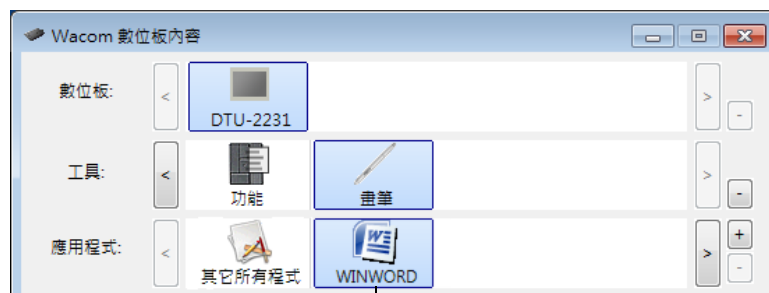 Wacom 數位板內容
數位板:
DTU-2231
工具:
功能
畫筆
應用程式:
其它所有程式
WINWORD